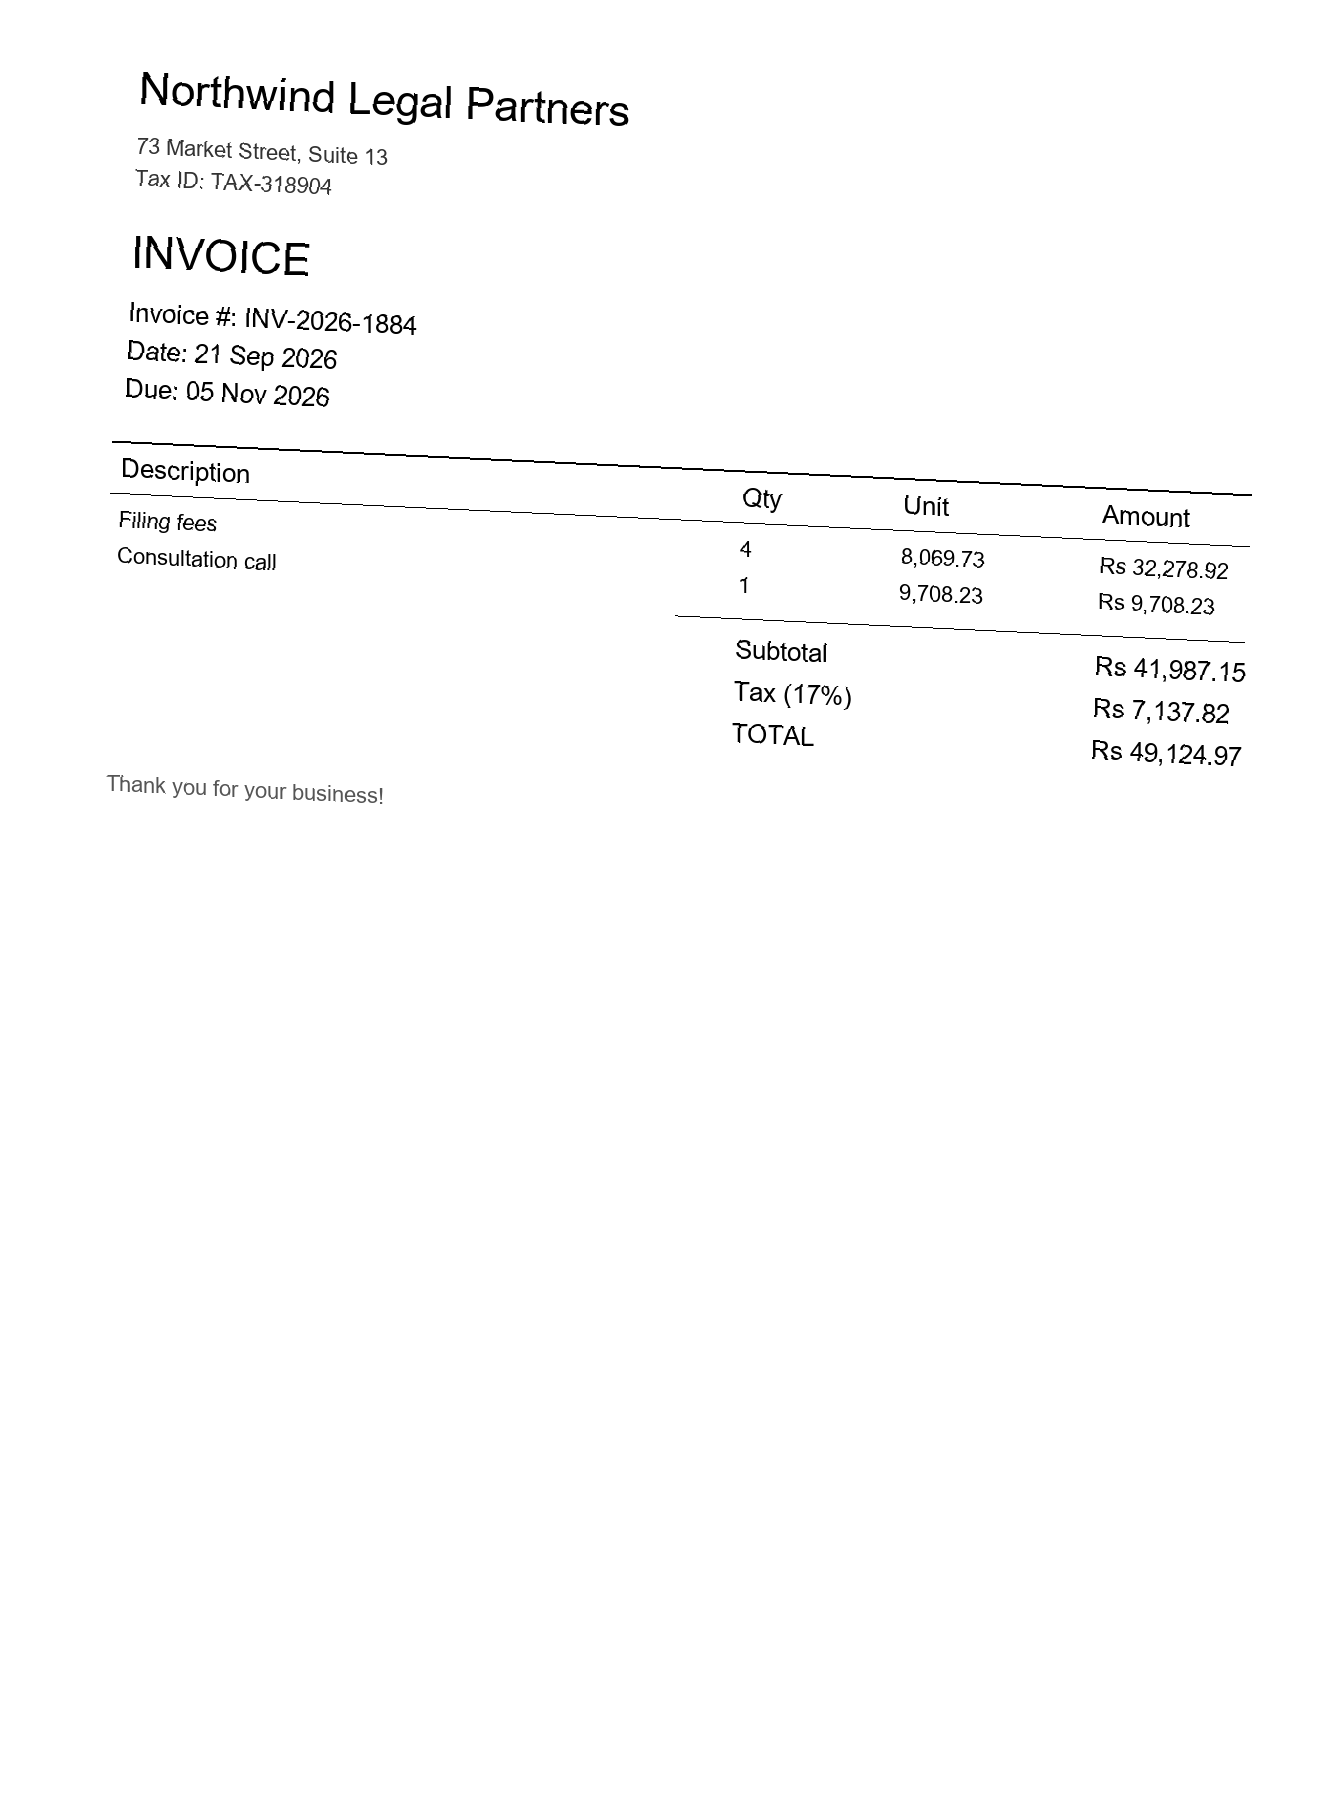 Northwind Legal Partners
73 Market Street, Suite 13
Tax ID: TAX-318904
INVOICE
Invoice #: INV-2026-1884
Date: 21 Sep 2026
Due: 05 Nov 2026
Description Qty Unit Amount
Filing fees 4 8,069.73 Rs 32,278.92
Consultation call 1 9,708.23 Rs 9,708.23
Subtotal Rs 41,987.15
Tax (17%) Rs 7,137.82
TOTAL Rs 49,124.97
Thank you for your business!